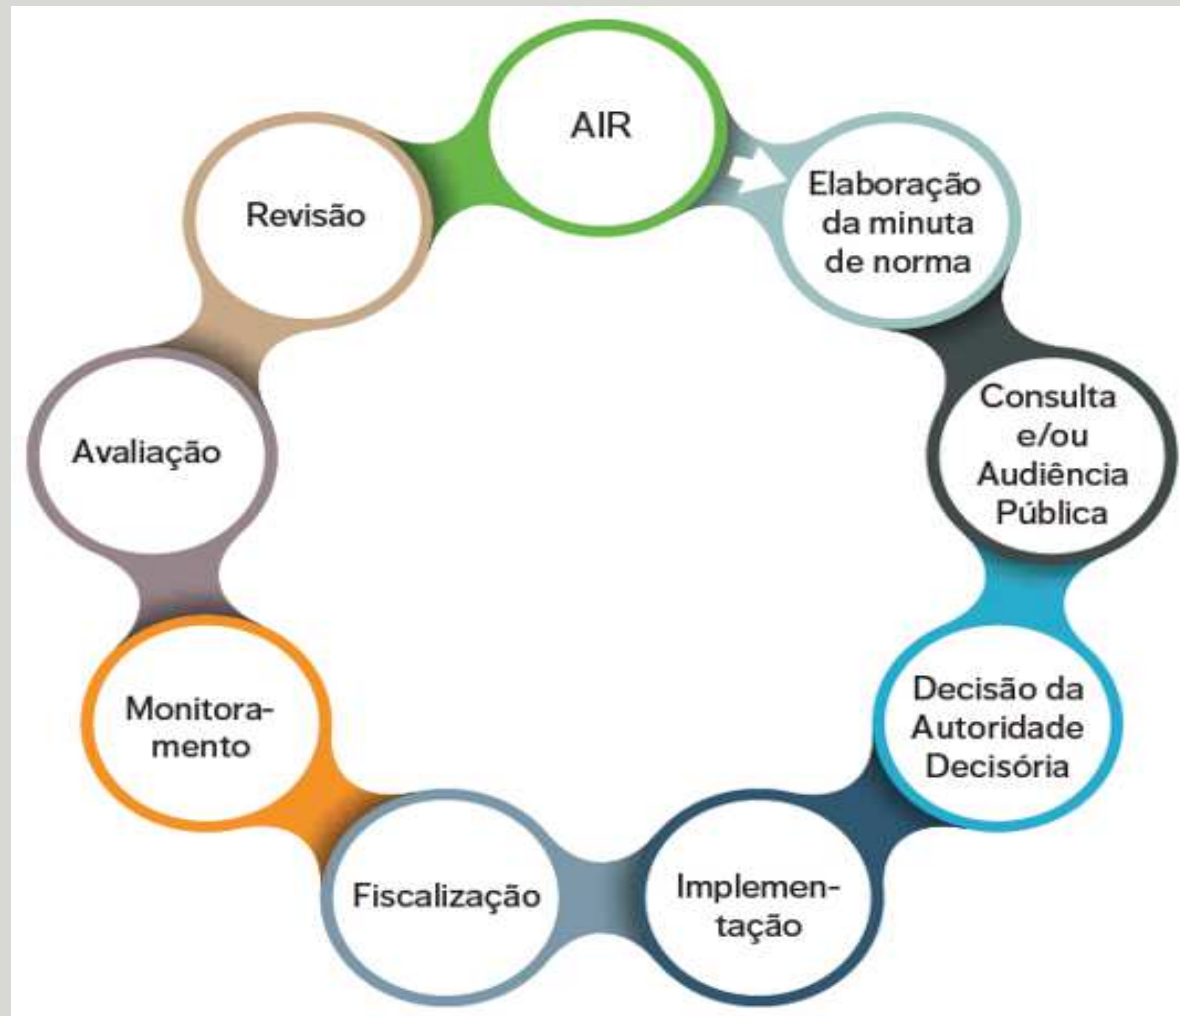 AIR
Elaboração
da minuta
de norma
Consulta
e/ou
Audiência
Pública
Decisão da
Autoridade
Decisória
Implemen-
tação
Fiscalização
Monitora-
mento
Avaliação
Revisão